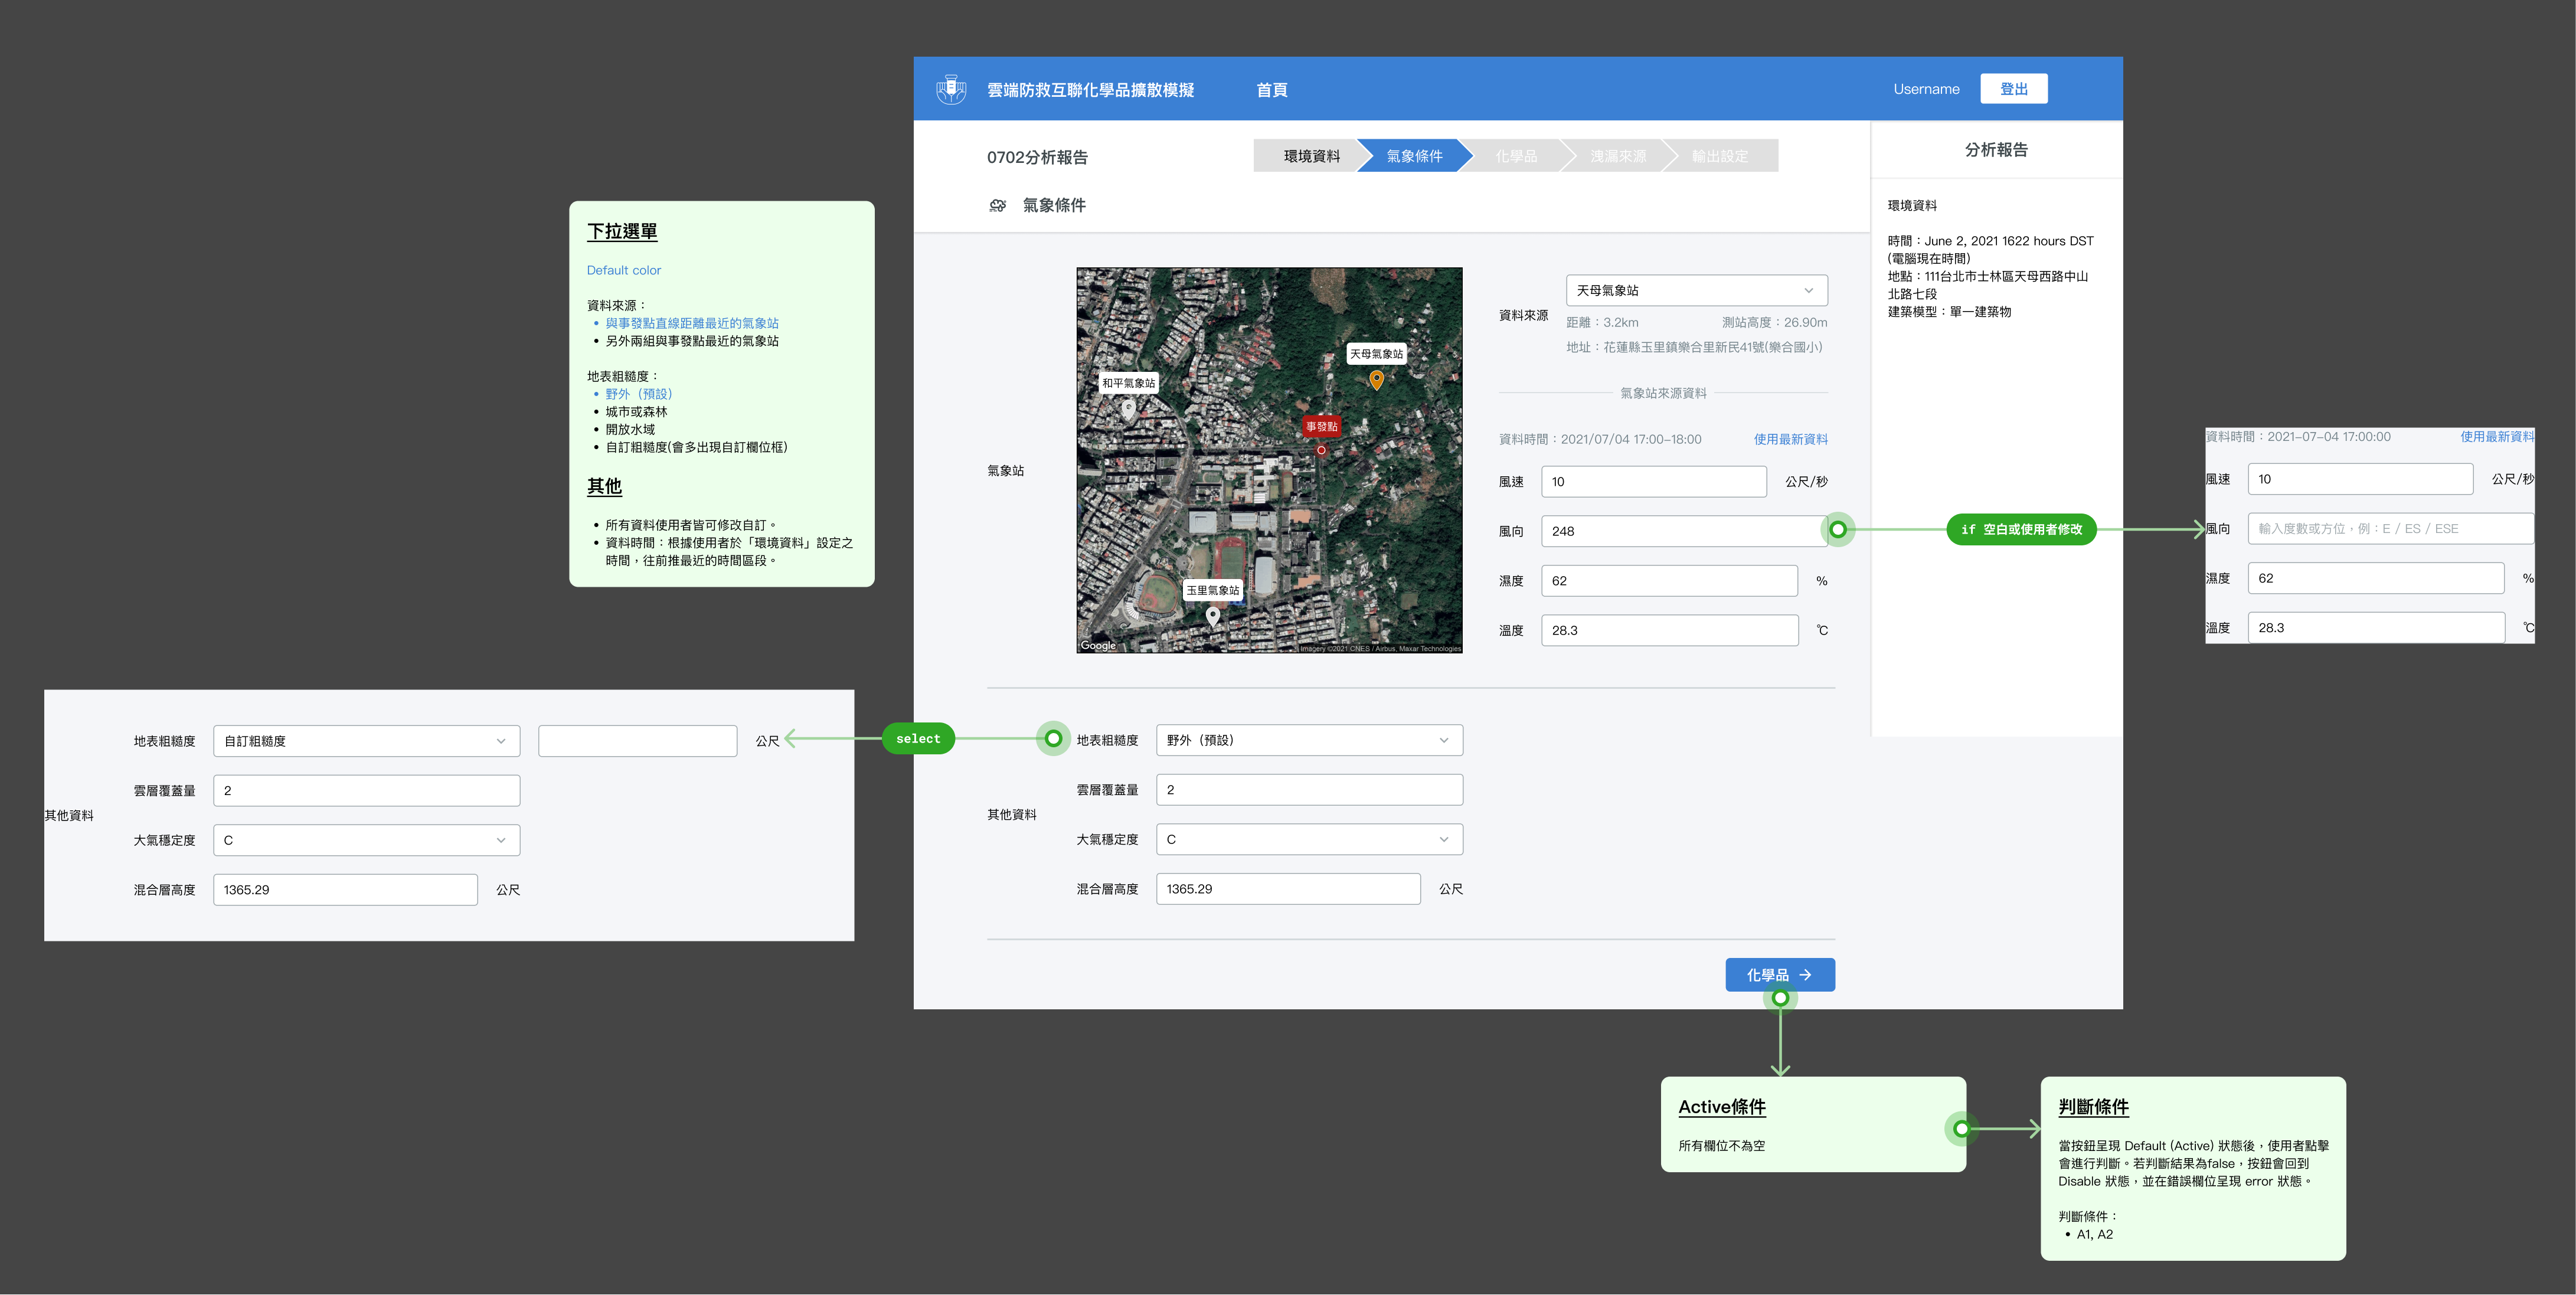 雲端防救互聯化學品擴散模擬
首頁
Username
登出
0702分析報告
環境資料
氣象條件
化學品
洩漏來源
輸出設定
氣象條件
分析報告
環境資料
時間：June 2, 2021 1622 hours DST
(電腦現在時間)
地點：111台北市士林區天母西路中山
北路七段
建築模型：單一建築物
下拉選單
Default color
資料來源：
• 與事發點直線距離最近的氣象站
• 另外兩組與事發點最近的氣象站
地表粗糙度：
• 野外（預設）
• 城市或森林
• 開放水域
• 自訂粗糙度(會多出現自訂欄位框)
其他
• 所有資料使用者皆可修改自訂。
• 資料時間：根據使用者於「環境資料」設定之
時間，往前推最近的時間區段。
氣象站
天母氣象站
和平氣象站
事發點
玉里氣象站
Google
Imagery ©2021 CNES / Airbus, Maxar Technologies
資料來源
天母氣象站
距離：3.2km
測站高度：26.90m
地址：花蓮縣玉里鎮樂合里新民41號(樂合國小)
氣象站來源資料
資料時間：2021/07/04 17:00-18:00
使用最新資料
風速
10
公尺/秒
風向
248
濕度
62
%
溫度
28.3
℃
if 空白或使用者修改
資料時間：2021-07-04 17:00:00
使用最新資料
風速
10
公尺/秒
風向
輸入度數或方位，例：E / ES / ESE
濕度
62
%
溫度
28.3
℃
其他資料
地表粗糙度
自訂粗糙度
公尺
雲層覆蓋量
2
大氣穩定度
C
混合層高度
1365.29
公尺
select
其他資料
地表粗糙度
野外（預設）
雲層覆蓋量
2
大氣穩定度
C
混合層高度
1365.29
公尺
化學品 →
Active條件
所有欄位不為空
判斷條件
當按鈕呈現 Default (Active) 狀態後，使用者點擊
會進行判斷。若判斷結果為false，按鈕會回到
Disable 狀態，並在錯誤欄位呈現 error 狀態。
判斷條件：
• A1, A2